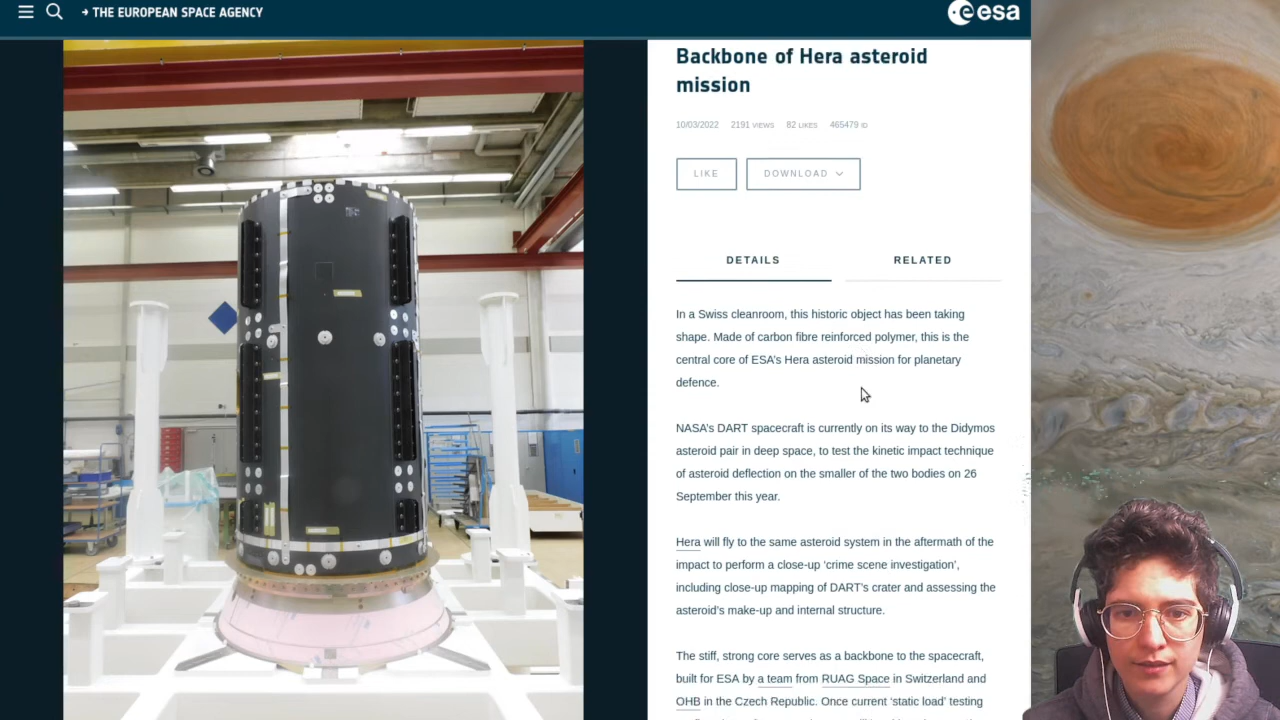 → THE EUROPEAN SPACE AGENCY
esa
Backbone of Hera asteroid
mission
10/03/2022 2191 VIEWS 82 LIKES 465479 ID
LIKE
DOWNLOAD
DETAILS
RELATED
In a Swiss cleanroom, this historic object has been taking
shape. Made of carbon fibre reinforced polymer, this is the
central core of ESA's Hera asteroid mission for planetary
defence.
NASA's DART spacecraft is currently on its way to the Didymos
asteroid pair in deep space, to test the kinetic impact technique
of asteroid deflection on the smaller of the two bodies on 26
September this year.
Hera will fly to the same asteroid system in the aftermath of the
impact to perform a close-up ‘crime scene investigation’,
including close-up mapping of DART's crater and assessing the
asteroid's make-up and internal structure.
The stiff, strong core serves as a backbone to the spacecraft,
built for ESA by a team from RUAG Space in Switzerland and
OHB in the Czech Republic. Once current ‘static load’ testing